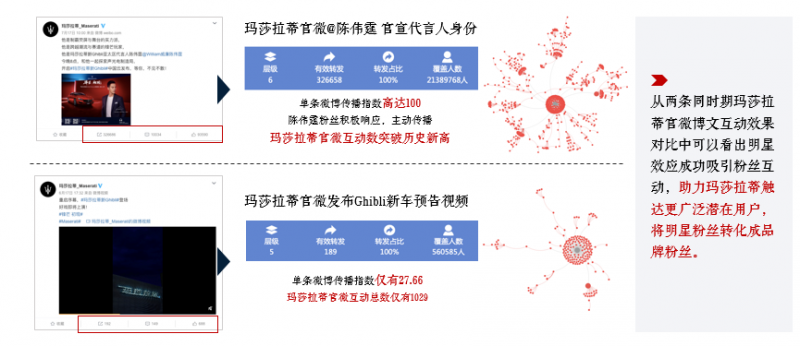 玛莎拉蒂_Maserati
玛莎拉蒂官微@陈伟霆 官宣代言人身份
层级
有效转发
转发占比
覆盖人数
6
326658
100%
21389768人
单条微博传播指数高达100
陈伟霆粉丝积极响应，主动传播
玛莎拉蒂官微互动数突破历史新高
玛莎拉蒂_Maserati
玛莎拉蒂官微发布Ghibli新车预告视频
层级
有效转发
转发占比
覆盖人数
5
189
100%
560585人
单条微博传播指数仅有27.66
玛莎拉蒂官微互动总数仅有1029
从两条同时期玛莎拉
蒂官微博文互动效果
对比中可以看出明星
效应成功吸引粉丝互
动，助力玛莎拉蒂触
达更广泛潜在用户，
将明星粉丝转化成品
牌粉丝。